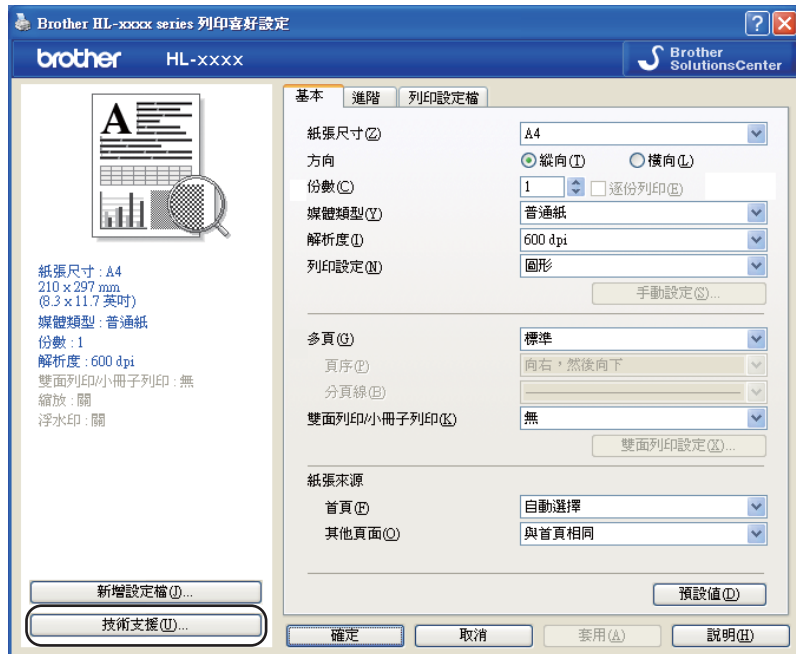 Brother HL-xxxx series 列印喜好設定
brother HL-xxxx
Brother
SolutionsCenter
A
紙張尺寸 : A4
210 x 297 mm
(8.3 x 11.7 英吋)
媒體類型 : 普通紙
份數 : 1
解析度 : 600 dpi
雙面列印/小冊子列印 : 無
縮放 : 關
浮水印 : 關
新增設定檔(J)...
技術支援(U)...
基本 進階 列印設定檔
紙張尺寸(Z) A4
方向 縱向(T) 橫向(L)
份數(C) 1 逐份列印(E)
媒體類型(Y) 普通紙
解析度(I) 600 dpi
列印設定(N) 圖形
手動設定(S)...
多頁(G) 標準
頁序(P) 向右，然後向下
分頁線(B)
雙面列印/小冊子列印(K) 無
雙面列印設定(X)...
紙張來源
首頁(F) 自動選擇
其他頁面(O) 與首頁相同
預設值(D)
確定 取消 套用(A) 說明(H)